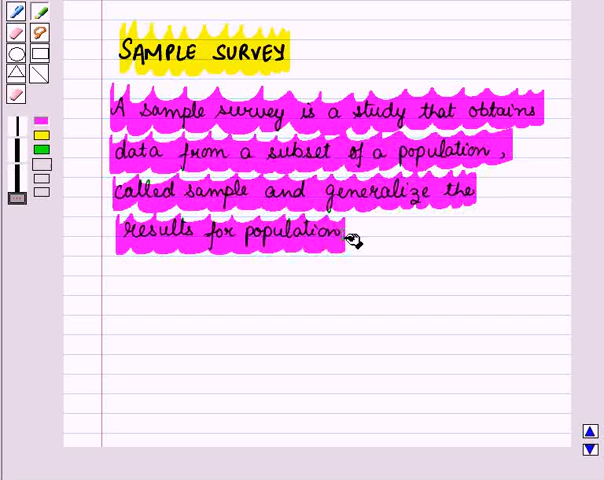 SAMPLE SURVEY
A sample survey is a study that obtains
data from a subset of a population ,
called sample and generalize the
results for population.